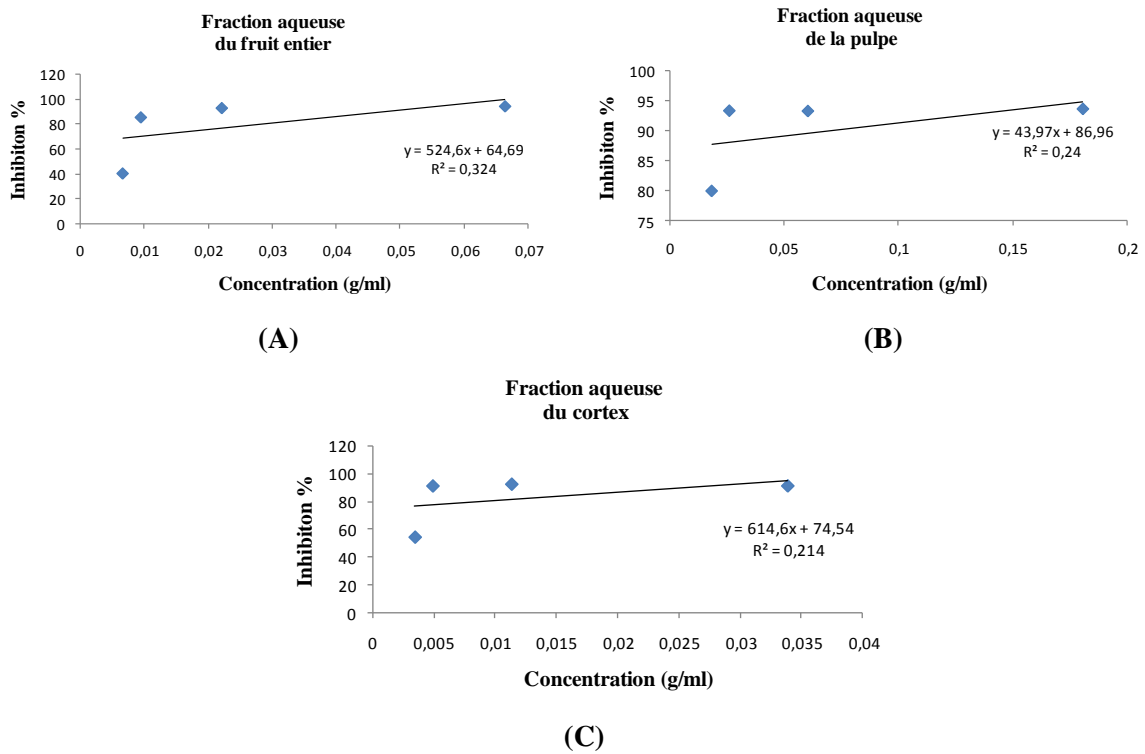 Fraction aqueuse
du fruit entier
Inhibiton %
120
100
80
60
40
20
0
y = 524,6x + 64,69
R² = 0,324
0 0,01 0,02 0,03 0,04 0,05 0,06 0,07
Concentration (g/ml)
(A)
Fraction aqueuse
de la pulpe
Inhibiton %
100
95
90
85
80
75
y = 43,97x + 86,96
R² = 0,24
0 0,05 0,1 0,15 0,2
Concentration (g/ml)
(B)
Fraction aqueuse
du cortex
Inhibiton %
120
100
80
60
40
20
0
y = 614,6x + 74,54
R² = 0,214
0 0,005 0,01 0,015 0,02 0,025 0,03 0,035 0,04
Concentration (g/ml)
(C)